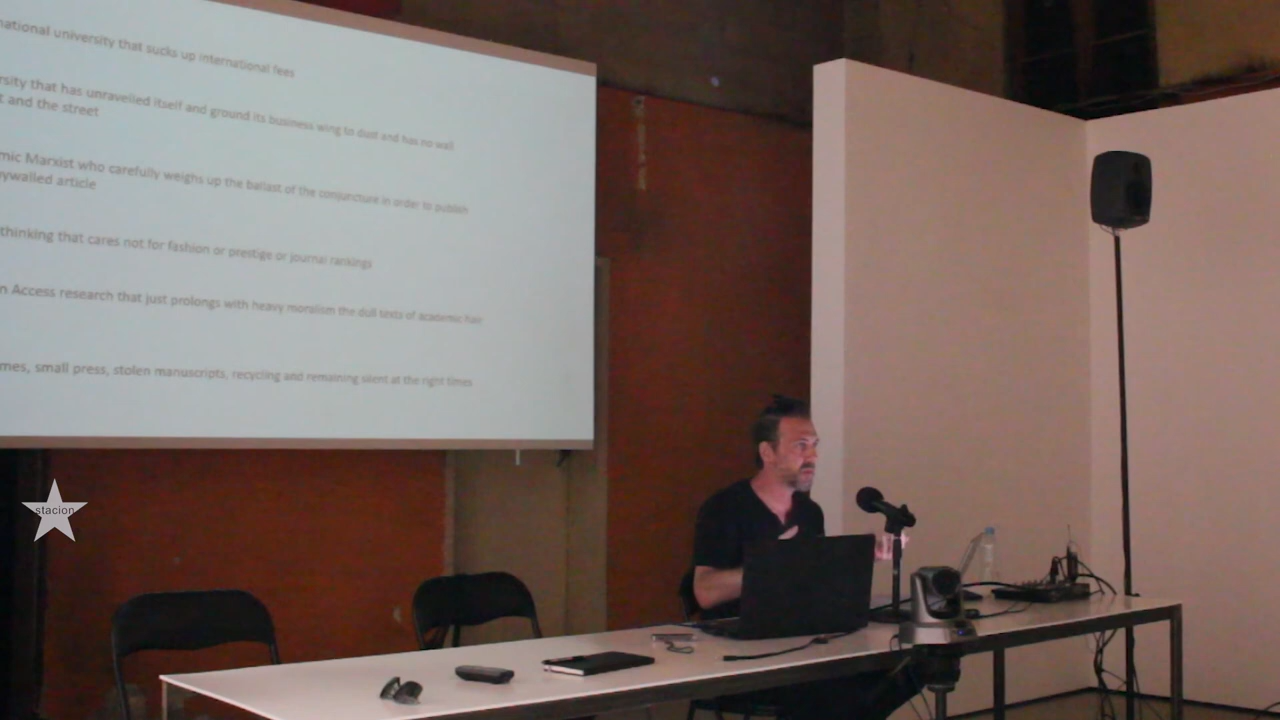 national university that sucks up international fees
rsity that has unravelled itself and ground its business wing to dust and has no wall
t and the street
mic Marxist who carefully weighs up the ballast of the conjuncture in order to publish
ywalled article
thinking that cares not for fashion or prestige or journal rankings
n Access research that just prolongs with heavy moralism the dull texts of academic
mes, small press, stolen manuscripts, recycling and remaining silent at the right times
stacion